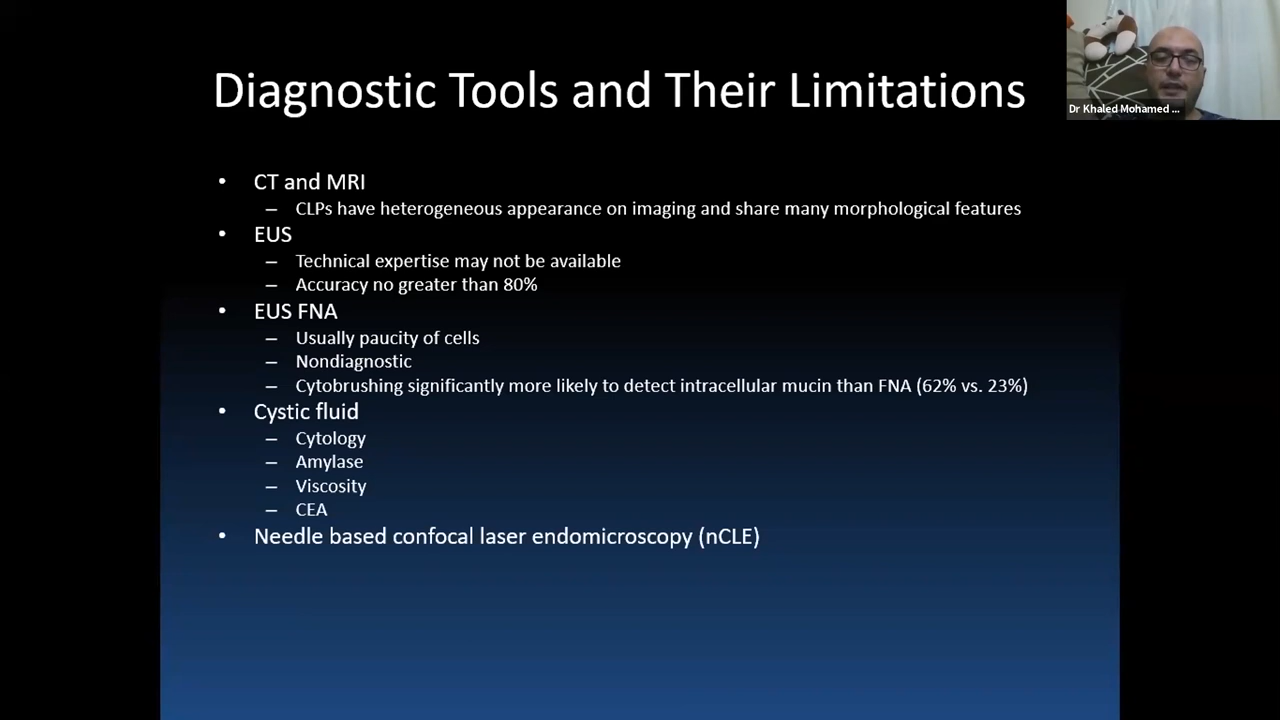 Diagnostic Tools and Their Limitations
Dr Khaled Mohamed ...
• CT and MRI
– CLPs have heterogeneous appearance on imaging and share many morphological features
• EUS
– Technical expertise may not be available
– Accuracy no greater than 80%
• EUS FNA
– Usually paucity of cells
– Nondiagnostic
– Cytobrushing significantly more likely to detect intracellular mucin than FNA (62% vs. 23%)
• Cystic fluid
– Cytology
– Amylase
– Viscosity
– CEA
• Needle based confocal laser endomicroscopy (nCLE)